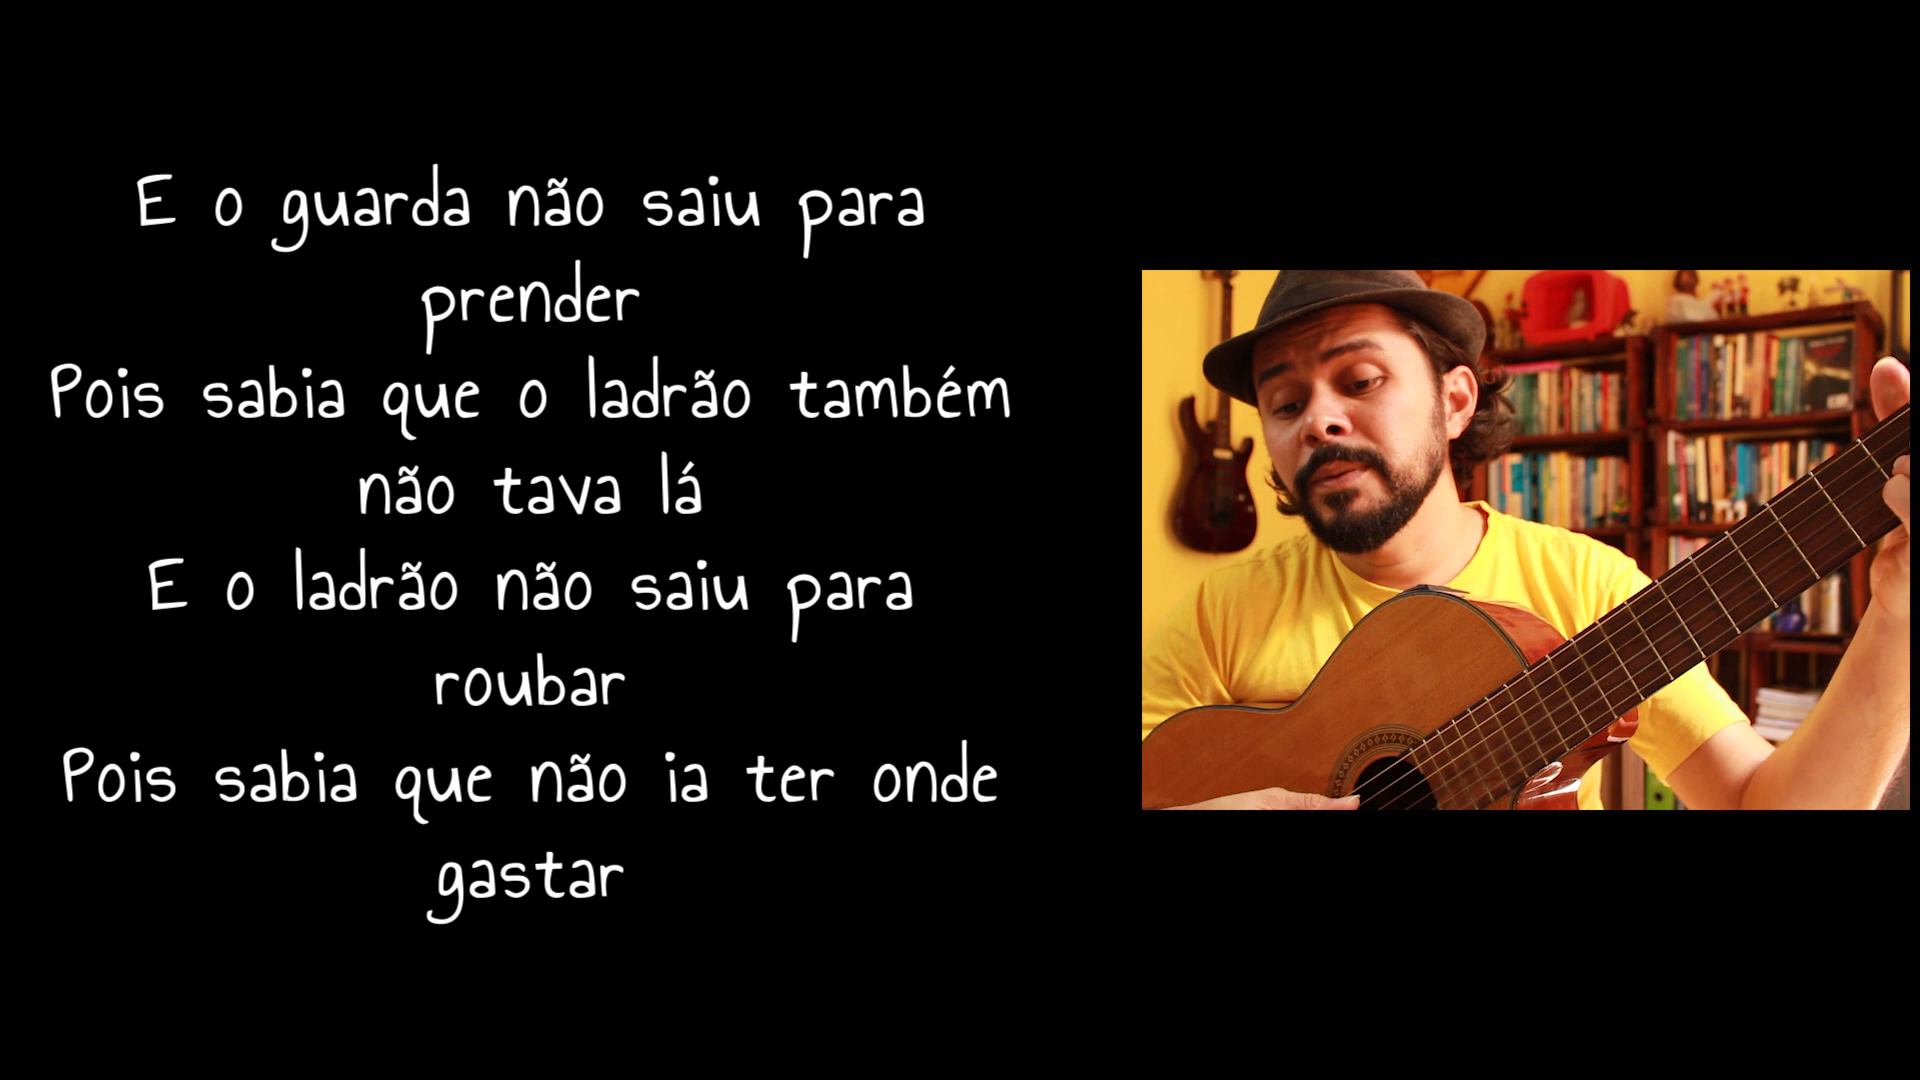 E o guarda não saiu para
prender
Pois sabia que o ladrão também
não tava lá
E o ladrão não saiu para
roubar
Pois sabia que não ia ter onde
gastar